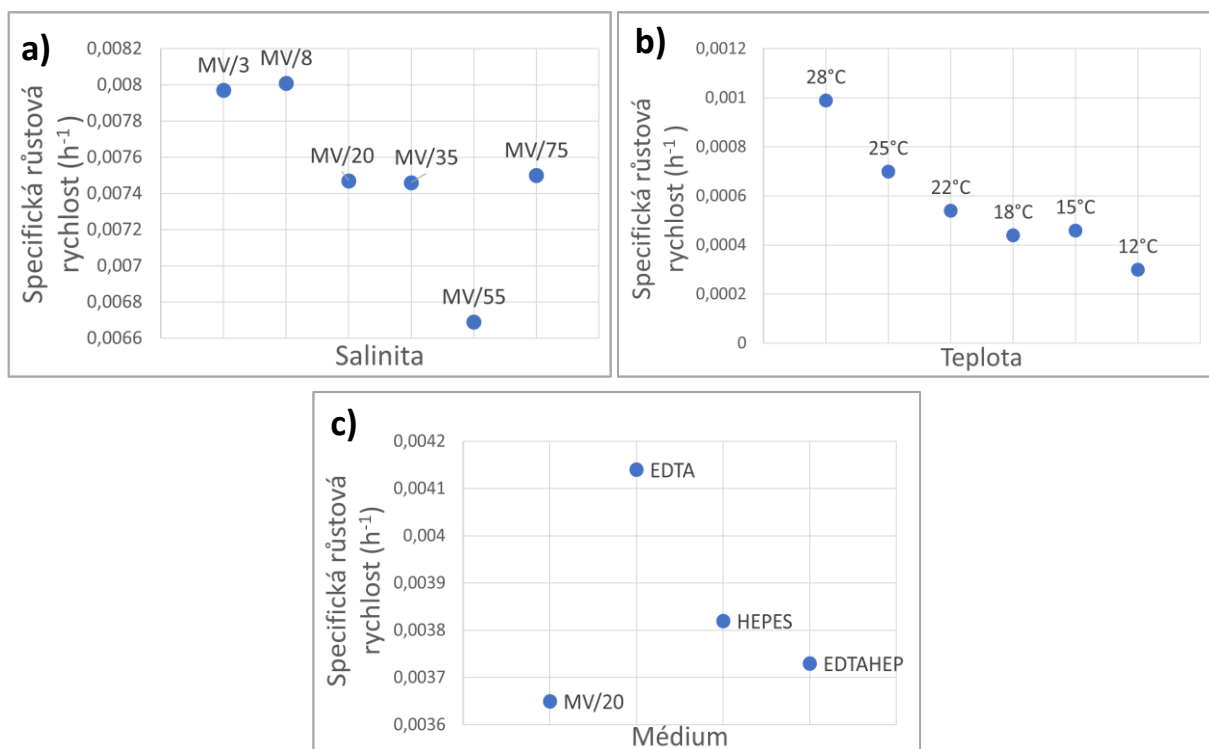 a)
Specifická růstová
rychlost (h-1)
0,0082
0,008
0,0078
0,0076
0,0074
0,0072
0,007
0,0068
0,0066
MV/3
MV/8
MV/20
MV/35
MV/55
MV/75
Salinita
b)
Specifická růstová
rychlost (h-1)
0,0012
0,001
0,0008
0,0006
0,0004
0,0002
0
28°C
25°C
22°C
18°C
15°C
12°C
Teplota
c)
Specifická růstová
rychlost (h-1)
0,0042
0,0041
0,004
0,0039
0,0038
0,0037
0,0036
EDTA
HEPES
EDTAHEP
MV/20
Médium